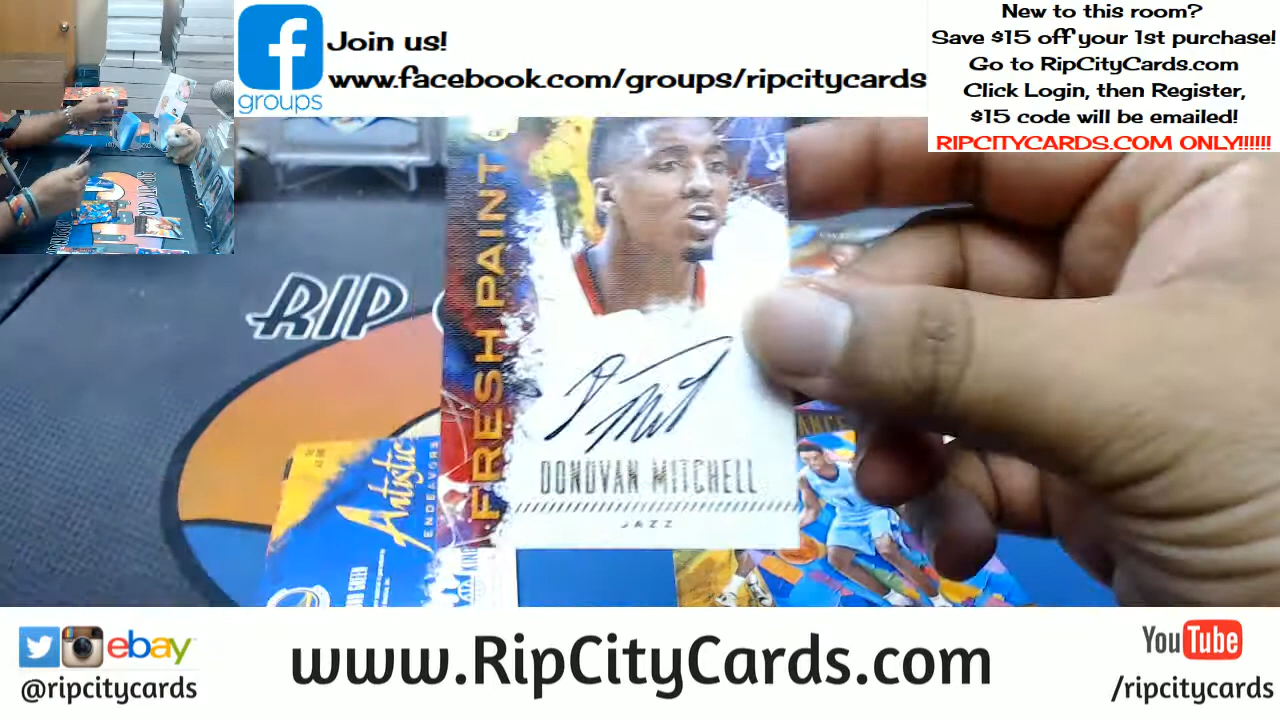 groups
Join us!
www.facebook.com/groups/ripcitycards
New to this room?
Save $15 off your 1st purchase!
Go to RipCityCards.com
Click Login, then Register,
$15 code will be emailed!
RIPCITYCARDS.COM ONLY!!!!!!
RIP
FRESH PAINT
DONOVAN MITCHELL
JAZZ
Artistic
ENDEAVORS
ebay
@ripcitycards
www.RipCityCards.com
YouTube
/ripcitycards